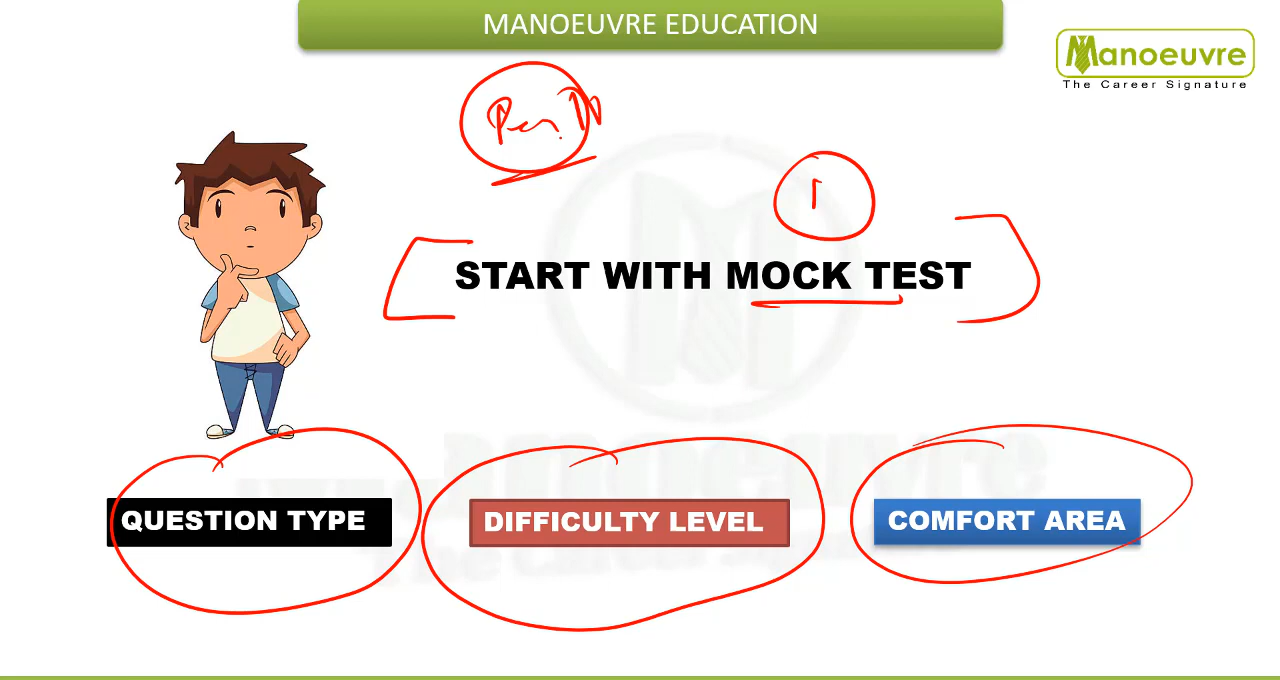 MANOEUVRE EDUCATION
Manoeuvre
The Career Signature
1
START WITH MOCK TEST
QUESTION TYPE
DIFFICULTY LEVEL
COMFORT AREA